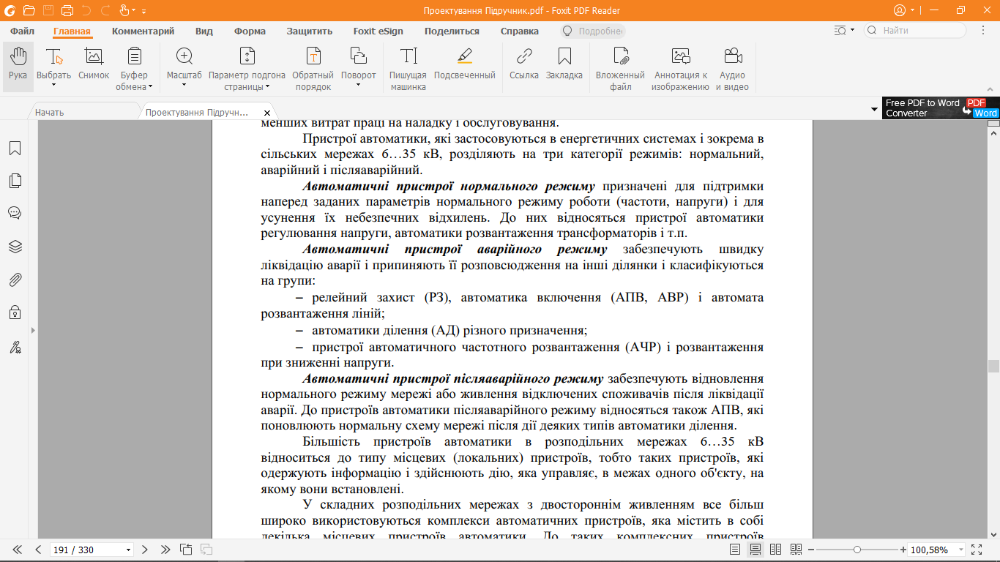 Проектування Підручник.pdf - Foxit PDF Reader
Файл Главная Комментарий Вид Форма Защитить Foxit eSign Поделиться Справка Подробнее Найти
Рука Выбрать Снимок Буфер обмена Масштаб Параметр подгона страницы Обратный порядок Поворот Пишущая машинка Подсвеченный Ссылка Закладка Вложенный файл Аннотация к изображению Аудио и видео
Начать Проектування Підручн...
Free PDF to Word Converter PDF Word
менших витрат праці на наладку і обслуговування.
Пристрої автоматики, які застосовуються в енергетичних системах і зокрема в
сільських мережах 6…35 кВ, розділяють на три категорії режимів: нормальний,
аварійний і післяаварійний.
Автоматичні пристрої нормального режиму призначені для підтримки
наперед заданих параметрів нормального режиму роботи (частоти, напруги) і для
усунення їх небезпечних відхилень. До них відносяться пристрої автоматики
регулювання напруги, автоматики розвантаження трансформаторів і т.п.
Автоматичні пристрої аварійного режиму забезпечують швидку
ліквідацію аварії і припиняють її розповсюдження на інші ділянки і класифікуються
на групи:
– релейний захист (РЗ), автоматика включення (АПВ, АВР) і автомата
розвантаження ліній;
– автоматики ділення (АД) різного призначення;
– пристрої автоматичного частотного розвантаження (АЧР) і розвантаження
при зниженні напруги.
Автоматичні пристрої післяаварійного режиму забезпечують відновлення
нормального режиму мережі або живлення відключених споживачів після ліквідації
аварії. До пристроїв автоматики післяаварійного режиму відносяться також АПВ, які
поновлюють нормальну схему мережі після дії деяких типів автоматики ділення.
Більшість пристроїв автоматики в розподільних мережах 6…35 кВ
відноситься до типу місцевих (локальних) пристроїв, тобто таких пристроїв, які
одержують інформацію і здійснюють дію, яка управляє, в межах одного об'єкту, на
якому вони встановлені.
У складних розподільних мережах з двостороннім живленням все більш
широко використовуються комплекси автоматичних пристроїв, яка містить в собі
декілька місцевих пристроїв автоматики. До таких комплексних пристроїв
191 / 330 100,58%